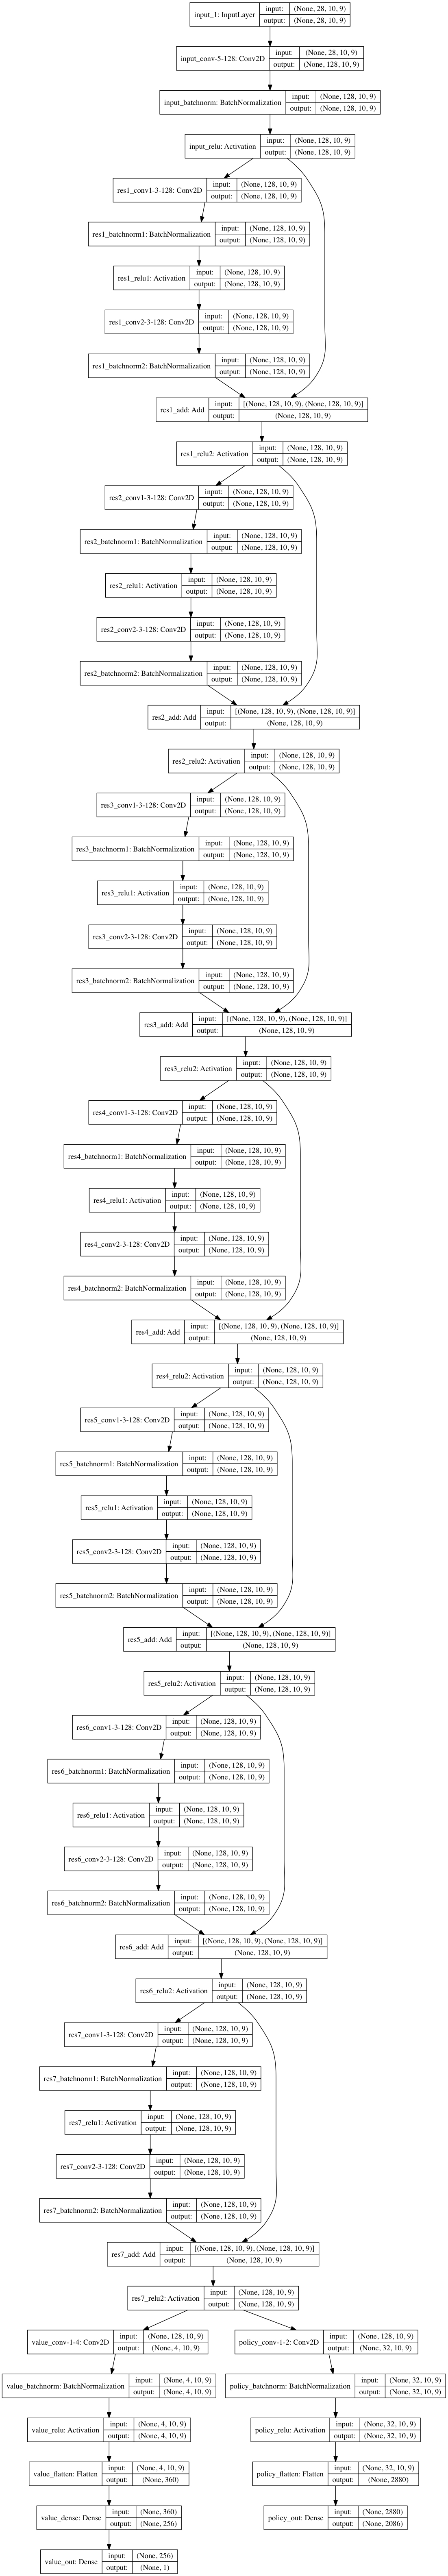 input_1: InputLayer
input: (None, 28, 10, 9)
output: (None, 28, 10, 9)
input_conv-5-128: Conv2D
input: (None, 28, 10, 9)
output: (None, 128, 10, 9)
input_batchnorm: BatchNormalization
input: (None, 128, 10, 9)
output: (None, 128, 10, 9)
input_relu: Activation
input: (None, 128, 10, 9)
output: (None, 128, 10, 9)
res1_conv1-3-128: Conv2D
input: (None, 128, 10, 9)
output: (None, 128, 10, 9)
res1_batchnorm1: BatchNormalization
input: (None, 128, 10, 9)
output: (None, 128, 10, 9)
res1_relu1: Activation
input: (None, 128, 10, 9)
output: (None, 128, 10, 9)
res1_conv2-3-128: Conv2D
input: (None, 128, 10, 9)
output: (None, 128, 10, 9)
res1_batchnorm2: BatchNormalization
input: (None, 128, 10, 9)
output: (None, 128, 10, 9)
res1_add: Add
input: [(None, 128, 10, 9), (None, 128, 10, 9)]
output: (None, 128, 10, 9)
res1_relu2: Activation
input: (None, 128, 10, 9)
output: (None, 128, 10, 9)
res2_conv1-3-128: Conv2D
input: (None, 128, 10, 9)
output: (None, 128, 10, 9)
res2_batchnorm1: BatchNormalization
input: (None, 128, 10, 9)
output: (None, 128, 10, 9)
res2_relu1: Activation
input: (None, 128, 10, 9)
output: (None, 128, 10, 9)
res2_conv2-3-128: Conv2D
input: (None, 128, 10, 9)
output: (None, 128, 10, 9)
res2_batchnorm2: BatchNormalization
input: (None, 128, 10, 9)
output: (None, 128, 10, 9)
res2_add: Add
input: [(None, 128, 10, 9), (None, 128, 10, 9)]
output: (None, 128, 10, 9)
res2_relu2: Activation
input: (None, 128, 10, 9)
output: (None, 128, 10, 9)
res3_conv1-3-128: Conv2D
input: (None, 128, 10, 9)
output: (None, 128, 10, 9)
res3_batchnorm1: BatchNormalization
input: (None, 128, 10, 9)
output: (None, 128, 10, 9)
res3_relu1: Activation
input: (None, 128, 10, 9)
output: (None, 128, 10, 9)
res3_conv2-3-128: Conv2D
input: (None, 128, 10, 9)
output: (None, 128, 10, 9)
res3_batchnorm2: BatchNormalization
input: (None, 128, 10, 9)
output: (None, 128, 10, 9)
res3_add: Add
input: [(None, 128, 10, 9), (None, 128, 10, 9)]
output: (None, 128, 10, 9)
res3_relu2: Activation
input: (None, 128, 10, 9)
output: (None, 128, 10, 9)
res4_conv1-3-128: Conv2D
input: (None, 128, 10, 9)
output: (None, 128, 10, 9)
res4_batchnorm1: BatchNormalization
input: (None, 128, 10, 9)
output: (None, 128, 10, 9)
res4_relu1: Activation
input: (None, 128, 10, 9)
output: (None, 128, 10, 9)
res4_conv2-3-128: Conv2D
input: (None, 128, 10, 9)
output: (None, 128, 10, 9)
res4_batchnorm2: BatchNormalization
input: (None, 128, 10, 9)
output: (None, 128, 10, 9)
res4_add: Add
input: [(None, 128, 10, 9), (None, 128, 10, 9)]
output: (None, 128, 10, 9)
res4_relu2: Activation
input: (None, 128, 10, 9)
output: (None, 128, 10, 9)
res5_conv1-3-128: Conv2D
input: (None, 128, 10, 9)
output: (None, 128, 10, 9)
res5_batchnorm1: BatchNormalization
input: (None, 128, 10, 9)
output: (None, 128, 10, 9)
res5_relu1: Activation
input: (None, 128, 10, 9)
output: (None, 128, 10, 9)
res5_conv2-3-128: Conv2D
input: (None, 128, 10, 9)
output: (None, 128, 10, 9)
res5_batchnorm2: BatchNormalization
input: (None, 128, 10, 9)
output: (None, 128, 10, 9)
res5_add: Add
input: [(None, 128, 10, 9), (None, 128, 10, 9)]
output: (None, 128, 10, 9)
res5_relu2: Activation
input: (None, 128, 10, 9)
output: (None, 128, 10, 9)
res6_conv1-3-128: Conv2D
input: (None, 128, 10, 9)
output: (None, 128, 10, 9)
res6_batchnorm1: BatchNormalization
input: (None, 128, 10, 9)
output: (None, 128, 10, 9)
res6_relu1: Activation
input: (None, 128, 10, 9)
output: (None, 128, 10, 9)
res6_conv2-3-128: Conv2D
input: (None, 128, 10, 9)
output: (None, 128, 10, 9)
res6_batchnorm2: BatchNormalization
input: (None, 128, 10, 9)
output: (None, 128, 10, 9)
res6_add: Add
input: [(None, 128, 10, 9), (None, 128, 10, 9)]
output: (None, 128, 10, 9)
res6_relu2: Activation
input: (None, 128, 10, 9)
output: (None, 128, 10, 9)
res7_conv1-3-128: Conv2D
input: (None, 128, 10, 9)
output: (None, 128, 10, 9)
res7_batchnorm1: BatchNormalization
input: (None, 128, 10, 9)
output: (None, 128, 10, 9)
res7_relu1: Activation
input: (None, 128, 10, 9)
output: (None, 128, 10, 9)
res7_conv2-3-128: Conv2D
input: (None, 128, 10, 9)
output: (None, 128, 10, 9)
res7_batchnorm2: BatchNormalization
input: (None, 128, 10, 9)
output: (None, 128, 10, 9)
res7_add: Add
input: [(None, 128, 10, 9), (None, 128, 10, 9)]
output: (None, 128, 10, 9)
res7_relu2: Activation
input: (None, 128, 10, 9)
output: (None, 128, 10, 9)
value_conv-1-4: Conv2D
input: (None, 128, 10, 9)
output: (None, 4, 10, 9)
policy_conv-1-2: Conv2D
input: (None, 128, 10, 9)
output: (None, 32, 10, 9)
value_batchnorm: BatchNormalization
input: (None, 4, 10, 9)
output: (None, 4, 10, 9)
policy_batchnorm: BatchNormalization
input: (None, 32, 10, 9)
output: (None, 32, 10, 9)
value_relu: Activation
input: (None, 4, 10, 9)
output: (None, 4, 10, 9)
policy_relu: Activation
input: (None, 32, 10, 9)
output: (None, 32, 10, 9)
value_flatten: Flatten
input: (None, 4, 10, 9)
output: (None, 360)
policy_flatten: Flatten
input: (None, 32, 10, 9)
output: (None, 2880)
value_dense: Dense
input: (None, 360)
output: (None, 256)
policy_out: Dense
input: (None, 2880)
output: (None, 2086)
value_out: Dense
input: (None, 256)
output: (None, 1)